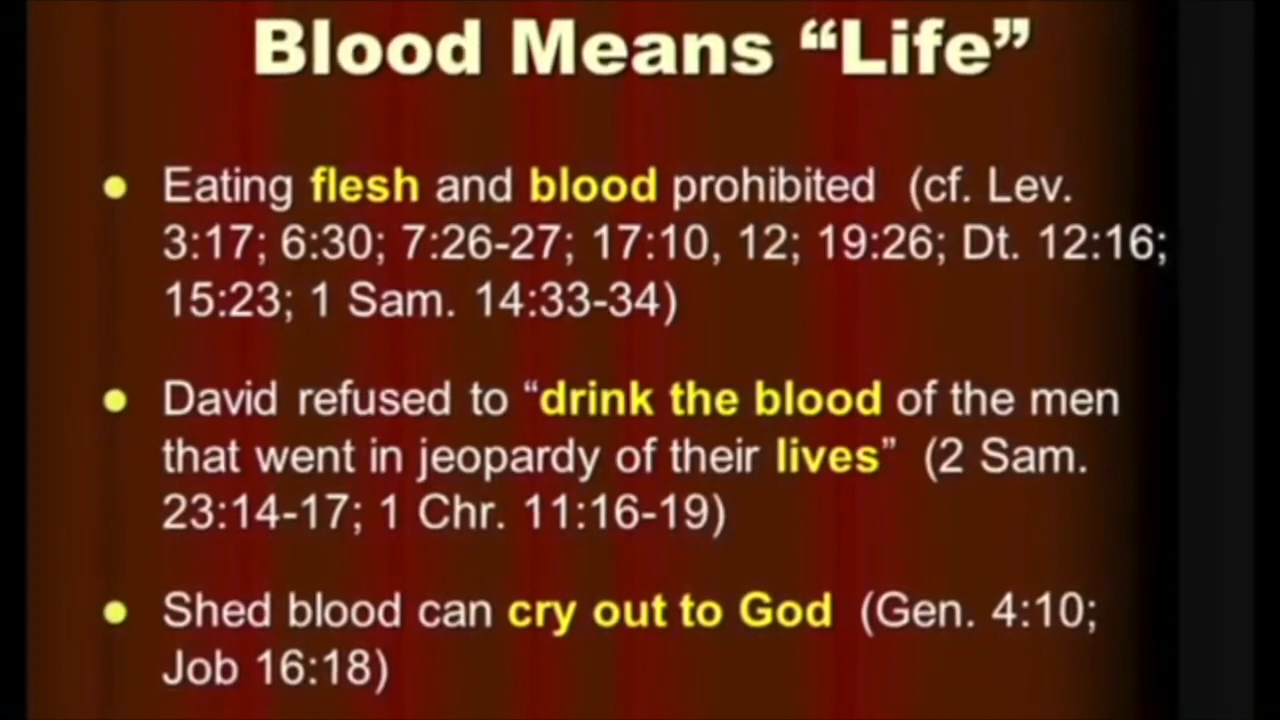 Blood Means “Life”
• Eating flesh and blood prohibited (cf. Lev.
3:17; 6:30; 7:26-27; 17:10, 12; 19:26; Dt. 12:16;
15:23; 1 Sam. 14:33-34)
• David refused to “drink the blood of the men
that went in jeopardy of their lives” (2 Sam.
23:14-17; 1 Chr. 11:16-19)
• Shed blood can cry out to God (Gen. 4:10;
Job 16:18)